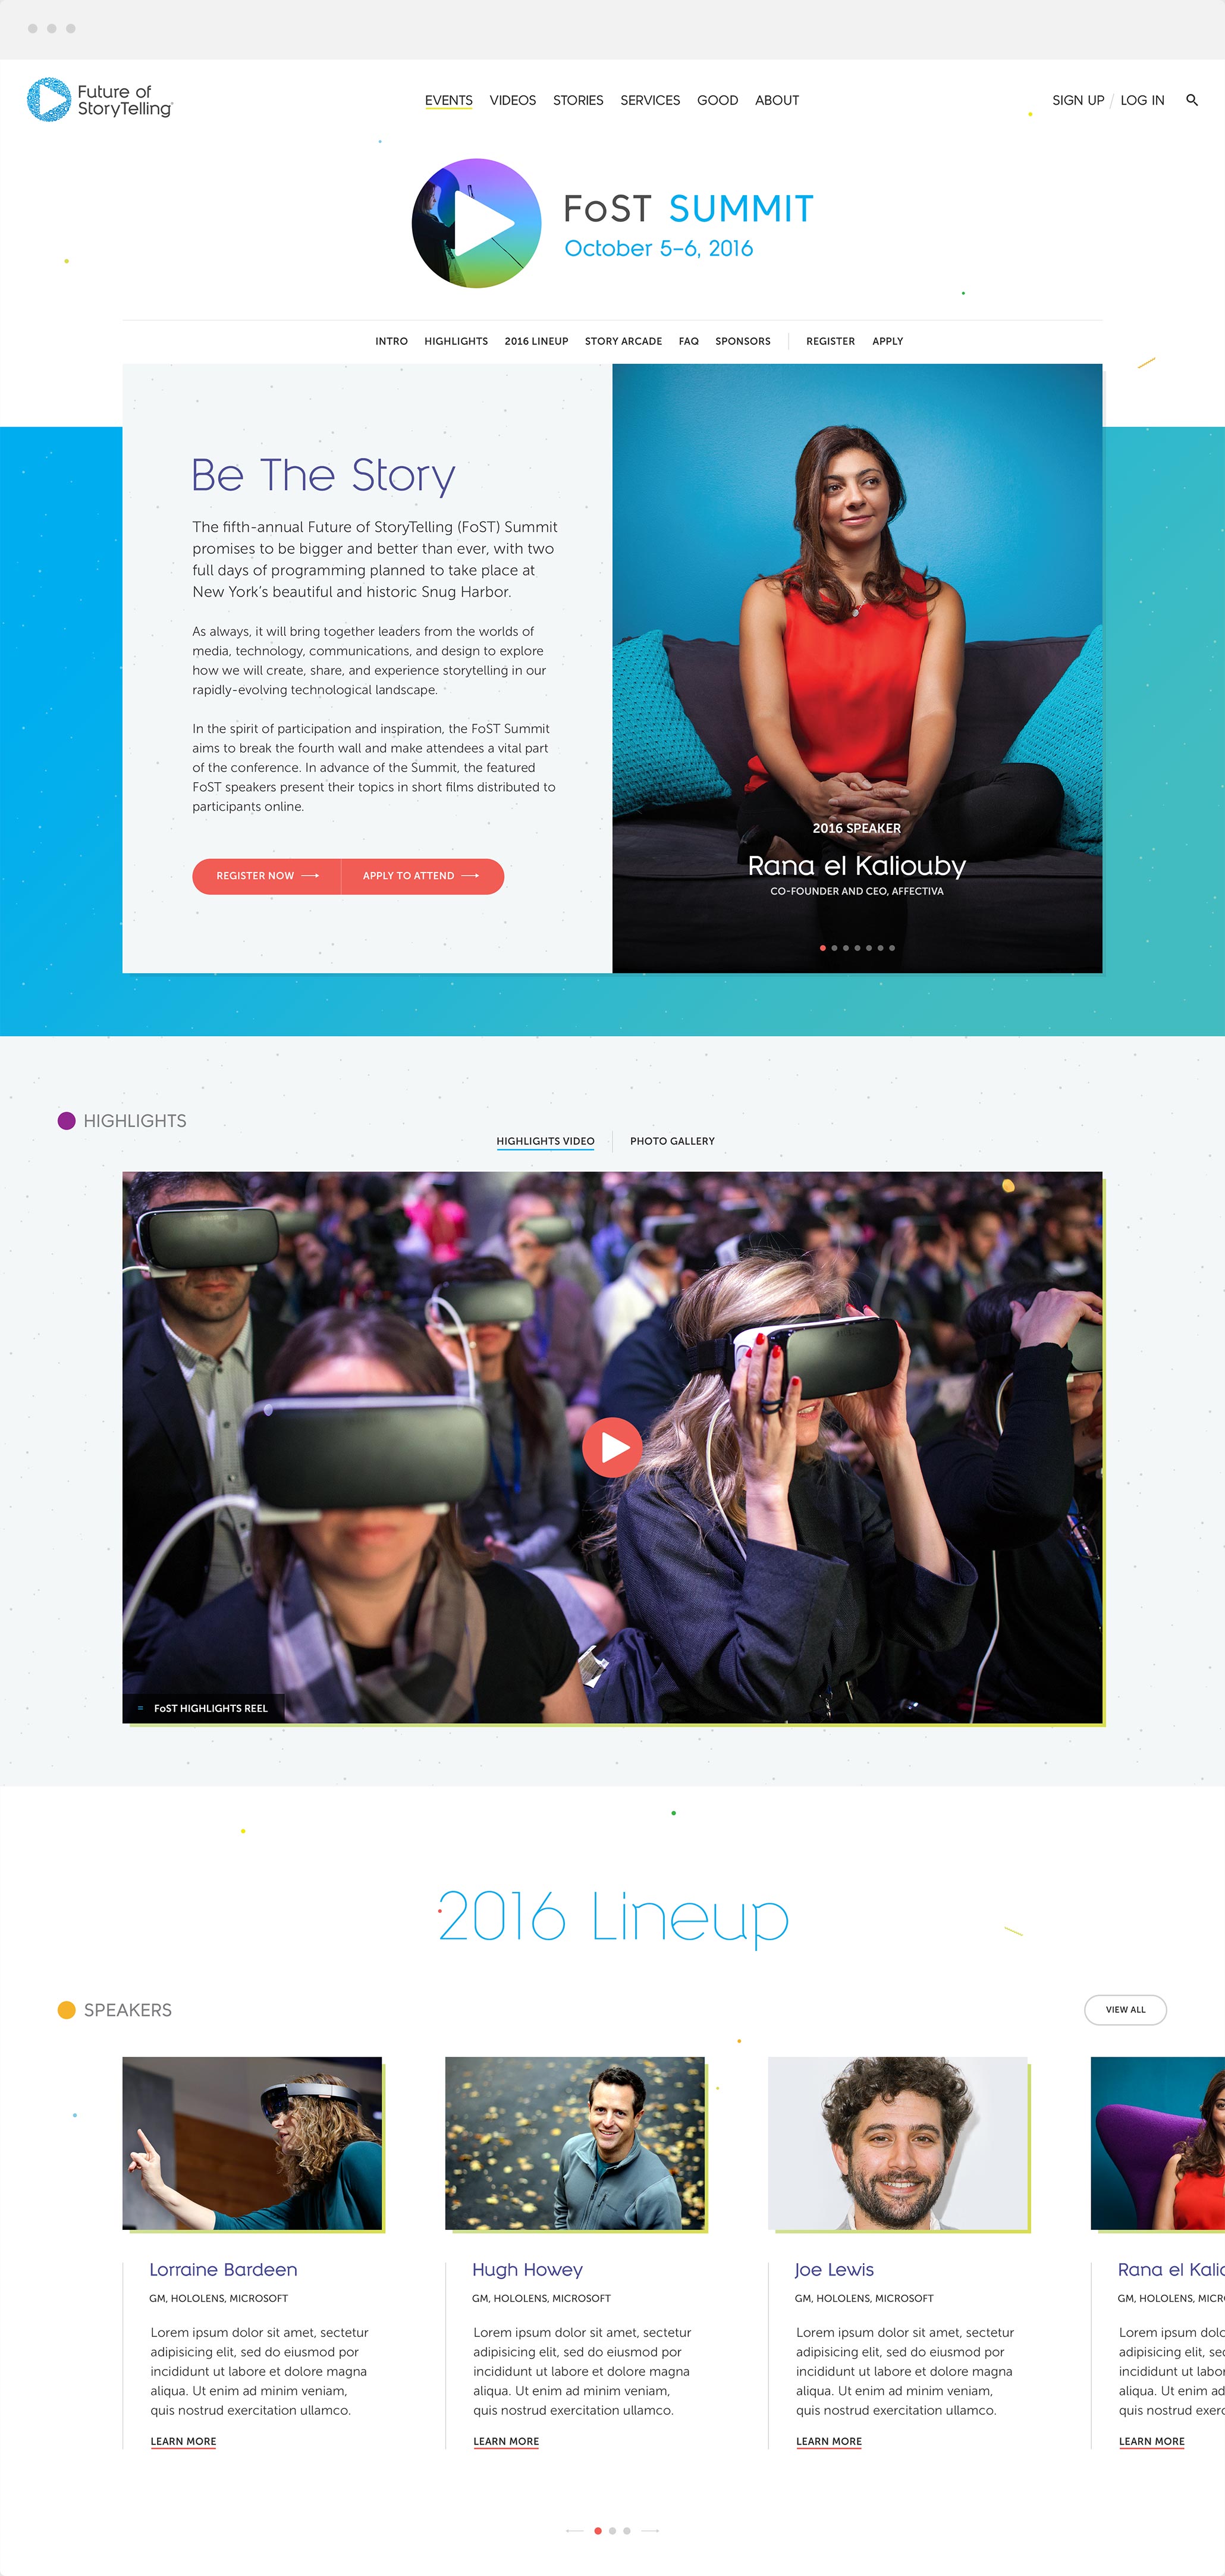 Future of
StoryTelling
EVENTS VIDEOS STORIES SERVICES GOOD ABOUT
SIGN UP / LOG IN
FoST SUMMIT
October 5–6, 2016
INTRO HIGHLIGHTS 2016 LINEUP STORY ARCADE FAQ SPONSORS REGISTER APPLY
Be The Story
The fifth-annual Future of StoryTelling (FoST) Summit
promises to be bigger and better than ever, with two
full days of programming planned to take place at
New York's beautiful and historic Snug Harbor.
As always, it will bring together leaders from the worlds of
media, technology, communications, and design to explore
how we will create, share, and experience storytelling in our
rapidly-evolving technological landscape.
In the spirit of participation and inspiration, the FoST Summit
aims to break the fourth wall and make attendees a vital part
of the conference. In advance of the Summit, the featured
FoST speakers present their topics in short films distributed to
participants online.
REGISTER NOW APPLY TO ATTEND
2016 SPEAKER
Rana el Kaliouby
CO-FOUNDER AND CEO, AFFECTIVA
HIGHLIGHTS
HIGHLIGHTS VIDEO PHOTO GALLERY
FoST HIGHLIGHTS REEL
2016 Lineup
SPEAKERS
VIEW ALL
Lorraine Bardeen
GM, HOLOLENS, MICROSOFT
Lorem ipsum dolor sit amet, sectetur
adipisicing elit, sed do eiusmod por
incididunt ut labore et dolore magna
aliqua. Ut enim ad minim veniam,
quis nostrud exercitation ullamco.
LEARN MORE
Hugh Howey
GM, HOLOLENS, MICROSOFT
Lorem ipsum dolor sit amet, sectetur
adipisicing elit, sed do eiusmod por
incididunt ut labore et dolore magna
aliqua. Ut enim ad minim veniam,
quis nostrud exercitation ullamco.
LEARN MORE
Joe Lewis
GM, HOLOLENS, MICROSOFT
Lorem ipsum dolor sit amet, sectetur
adipisicing elit, sed do eiusmod por
incididunt ut labore et dolore magna
aliqua. Ut enim ad minim veniam,
quis nostrud exercitation ullamco.
LEARN MORE
Rana el
GM, HOLOLENS,
Lorem ipsum
adipisicing elit,
incididunt ut
aliqua. Ut enim
quis nostrud
LEARN MORE